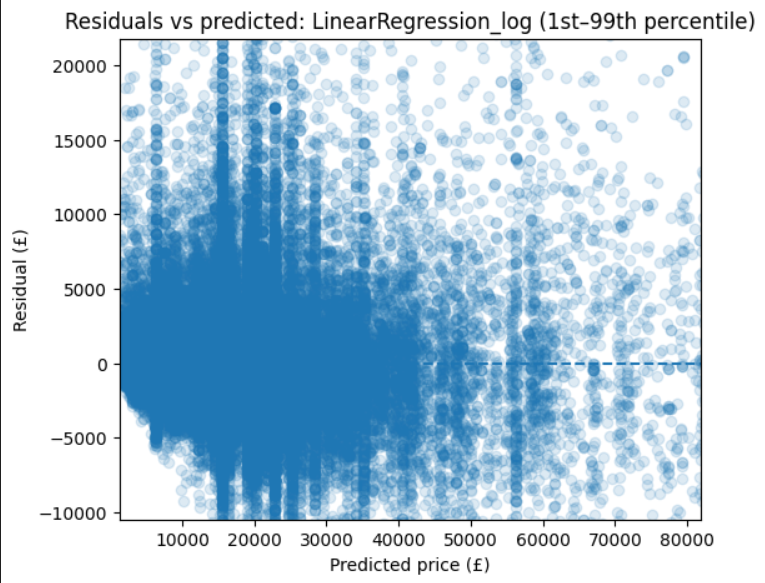 Residuals vs predicted: LinearRegression_log (1st–99th percentile)
20000
15000
10000
5000
0
−5000
−10000
Residual (£)
10000 20000 30000 40000 50000 60000 70000 80000
Predicted price (£)